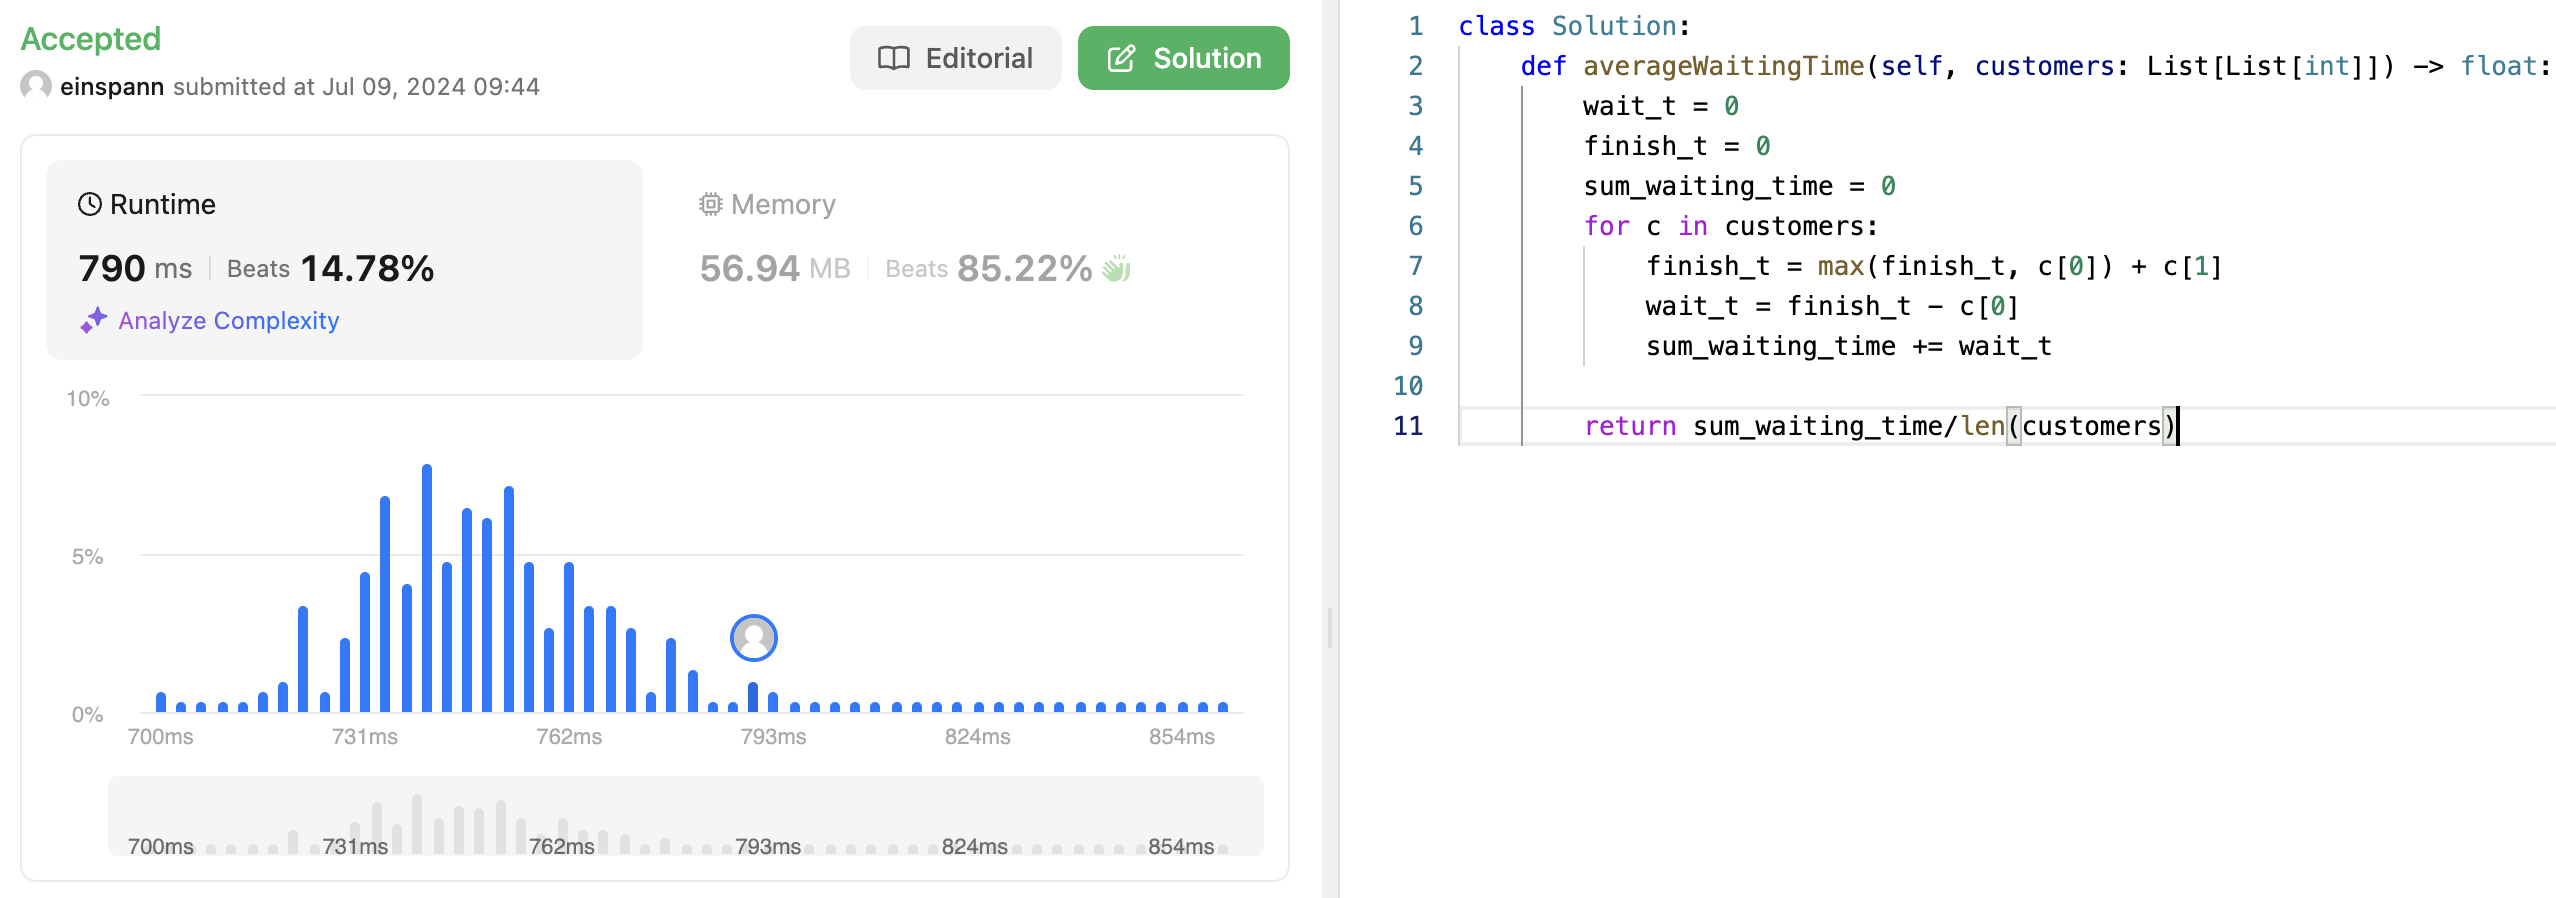 Accepted
einspann submitted at Jul 09, 2024 09:44
Editorial
Solution
Runtime
790 ms | Beats 14.78%
Analyze Complexity
Memory
56.94 MB | Beats 85.22%
10%
5%
0%
700ms 731ms 762ms 793ms 824ms 854ms
700ms 731ms 762ms 793ms 824ms 854ms
1 class Solution:
2     def averageWaitingTime(self, customers: List[List[int]]) -> float:
3         wait_t = 0
4         finish_t = 0
5         sum_waiting_time = 0
6         for c in customers:
7             finish_t = max(finish_t, c[0]) + c[1]
8             wait_t = finish_t - c[0]
9             sum_waiting_time += wait_t
10
11         return sum_waiting_time/len(customers)